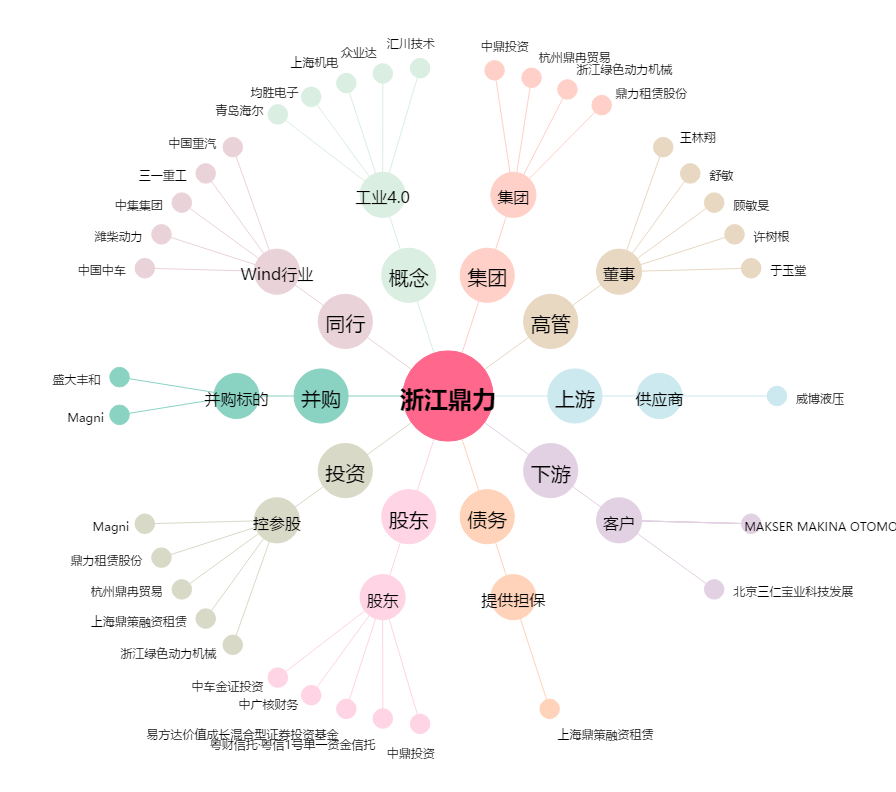 汇川技术
中鼎投资
众业达
杭州鼎冉贸易
上海机电
浙江绿色动力机械
均胜电子
鼎力租赁股份
青岛海尔
王林翔
中国重汽
三一重工
舒敏
工业4.0
集团
中集集团
顾敏旻
潍柴动力
许树根
中国中车
Wind行业
概念
集团
董事
于玉堂
同行
高管
盛大丰和
并购标的
并购
浙江鼎力
上游
供应商
威博液压
Magni
投资
下游
Magni
控参股
股东
债务
客户
MAKSER MAKINA OTOMO
鼎力租赁股份
杭州鼎冉贸易
北京三仁宝业科技发展
股东
提供担保
上海鼎策融资租赁
浙江绿色动力机械
中车金证投资
中广核财务
易方达价值成长混合型证券投资基金
上海鼎策融资租赁
粤财信托·粤信1号单一资金信托
中鼎投资